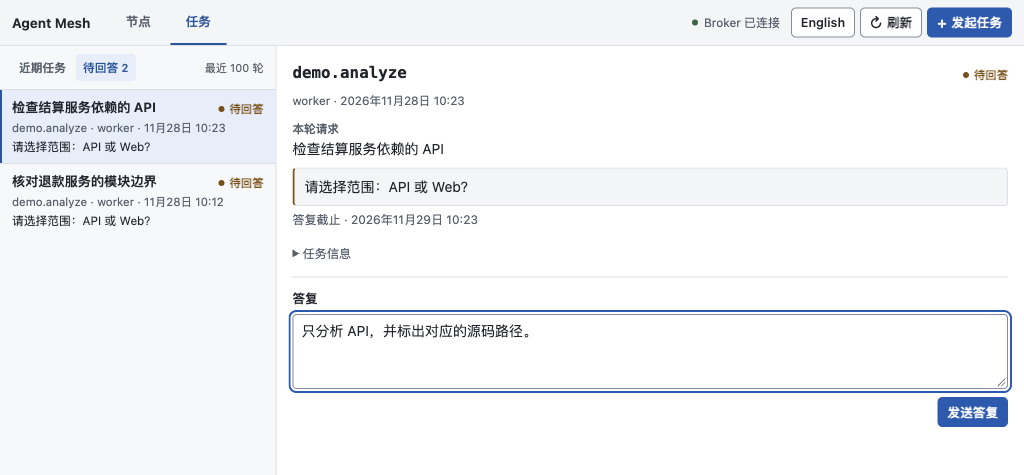 Agent Mesh
节点
任务
Broker 已连接
English
刷新
+ 发起任务
近期任务
待回答 2
最近 100 轮
检查结算服务依赖的 API
待回答
demo.analyze · worker · 11月28日 10:23
请选择范围：API 或 Web?
核对退款服务的模块边界
待回答
demo.analyze · worker · 11月28日 10:12
请选择范围：API 或 Web?
demo.analyze
待回答
worker · 2026年11月28日 10:23
本轮请求
检查结算服务依赖的 API
请选择范围：API 或 Web?
答复截止 · 2026年11月29日 10:23
任务信息
答复
只分析 API，并标出对应的源码路径。
发送答复